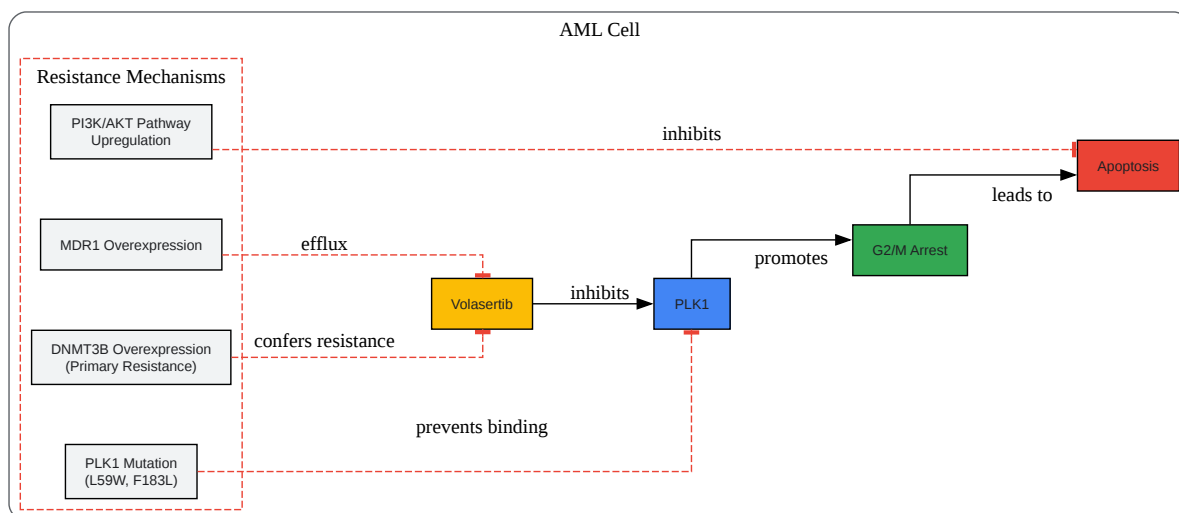 AML Cell
Resistance Mechanisms
PI3K/AKT Pathway
Upregulation
inhibits
Apoptosis
leads to
MDR1 Overexpression
efflux
G2/M Arrest
promotes
Volasertib
inhibits
PLK1
DNMT3B Overexpression
(Primary Resistance)
confers resistance
prevents binding
PLK1 Mutation
(L59W, F183L)